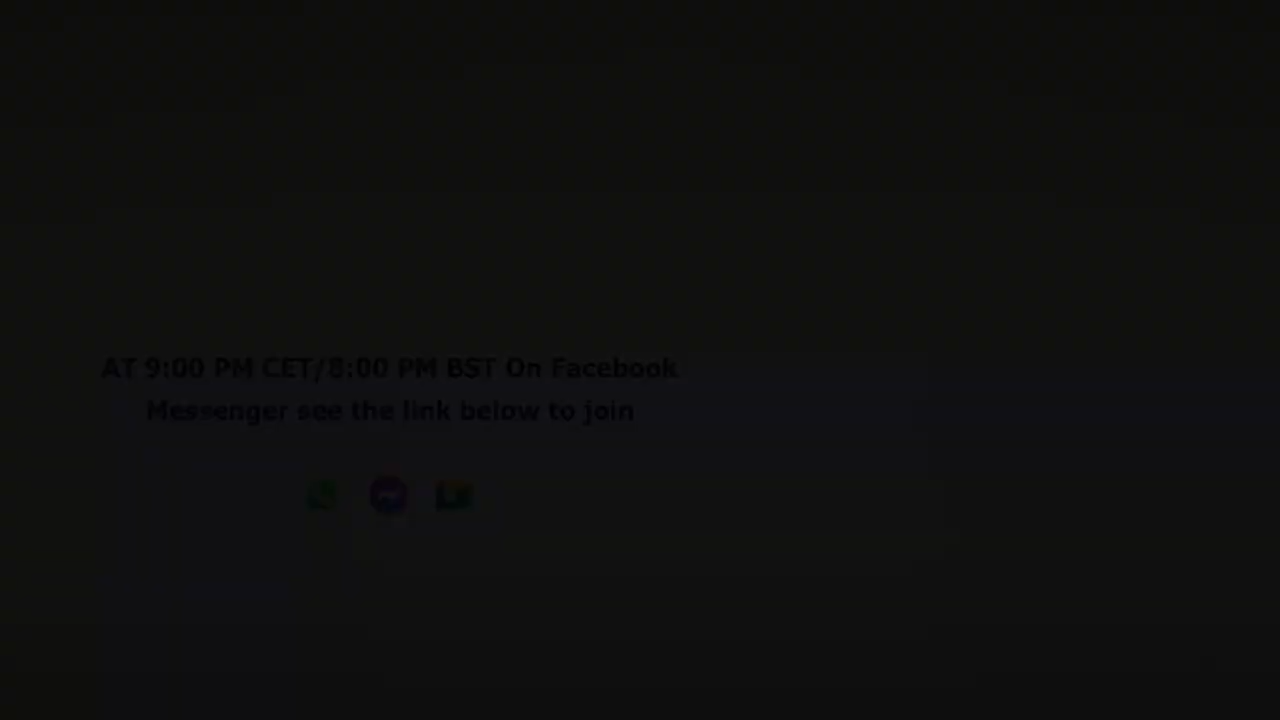 AT 9:00 PM CET/8:00 PM BST On Facebook
Messenger see the link below to join